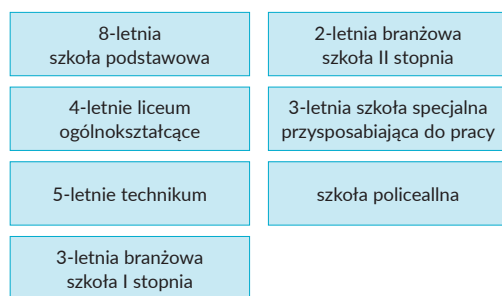 8-letnia
szkoła podstawowa
4-letnie liceum
ogólnokształcące
5-letnie technikum
3-letnia branżowa
szkoła I stopnia
2-letnia branżowa
szkoła II stopnia
3-letnia szkoła specjalna
przysposabiająca do pracy
szkoła policeallna